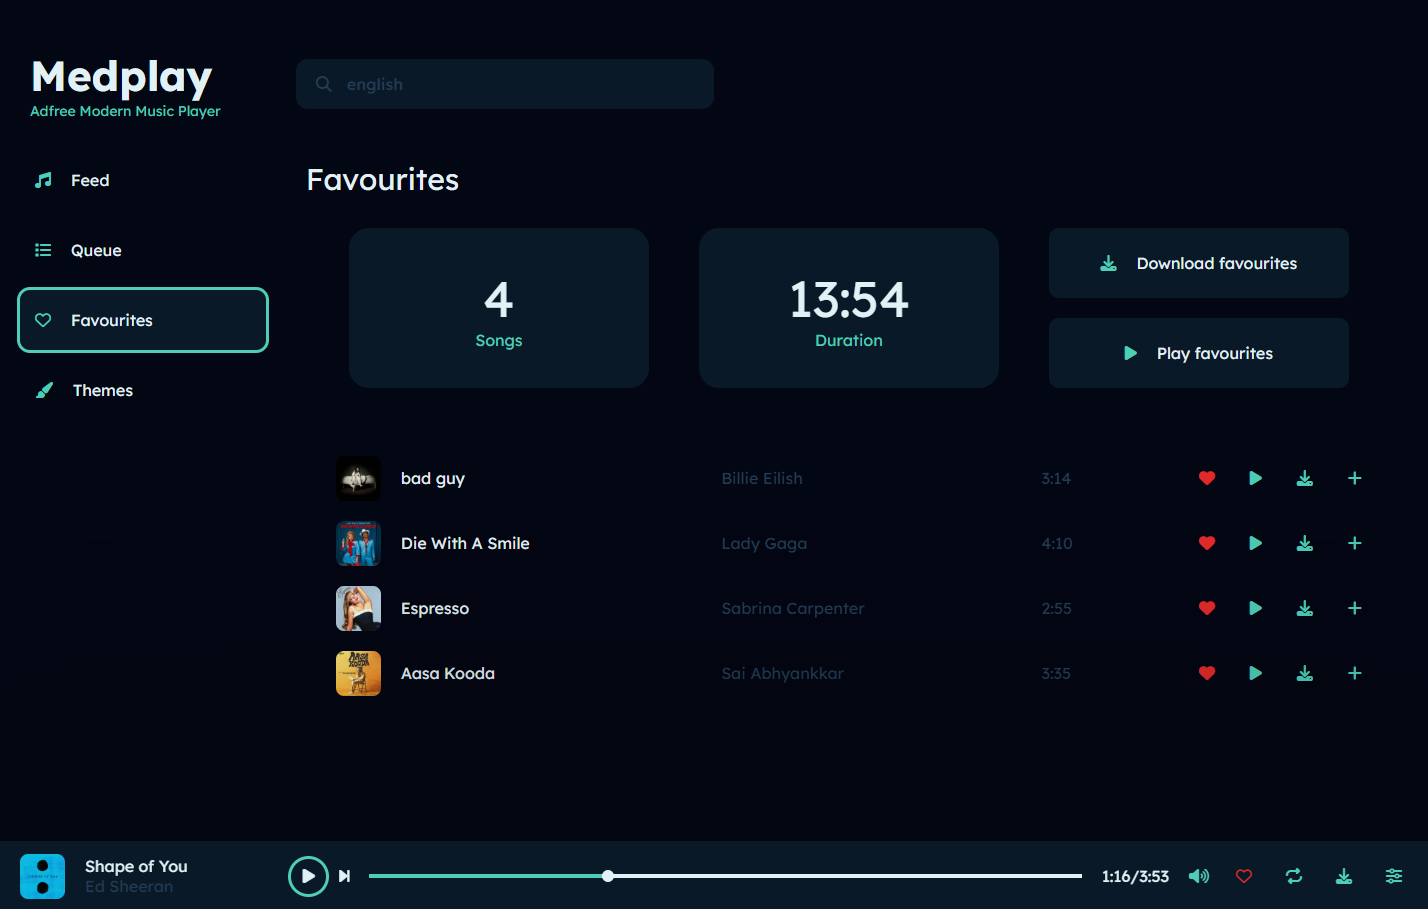 Medplay
Adfree Modern Music Player
english
Feed
Queue
Favourites
Themes
Favourites
4
Songs
13:54
Duration
Download favourites
Play favourites
bad guy Billie Eilish 3:14
Die With A Smile Lady Gaga 4:10
Espresso Sabrina Carpenter 2:55
AASA KOODA
Aasa Kooda Sai Abhyankkar 3:35
Shape of You
Ed Sheeran
1:16/3:53